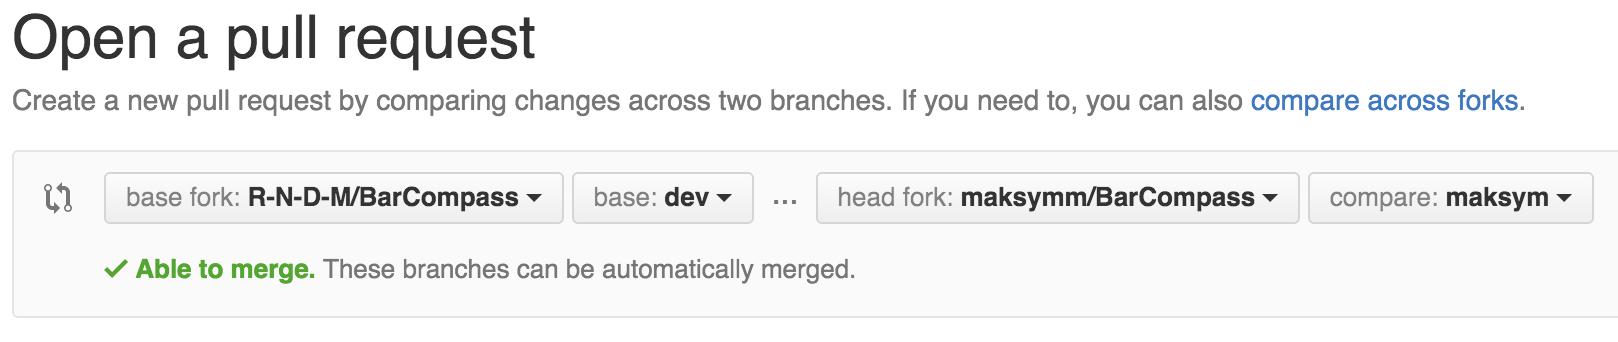 Open a pull request
Create a new pull request by comparing changes across two branches. If you need to, you can also compare across forks.
base fork: R-N-D-M/BarCompass base: dev ... head fork: maksymm/BarCompass compare: maksym
Able to merge. These branches can be automatically merged.